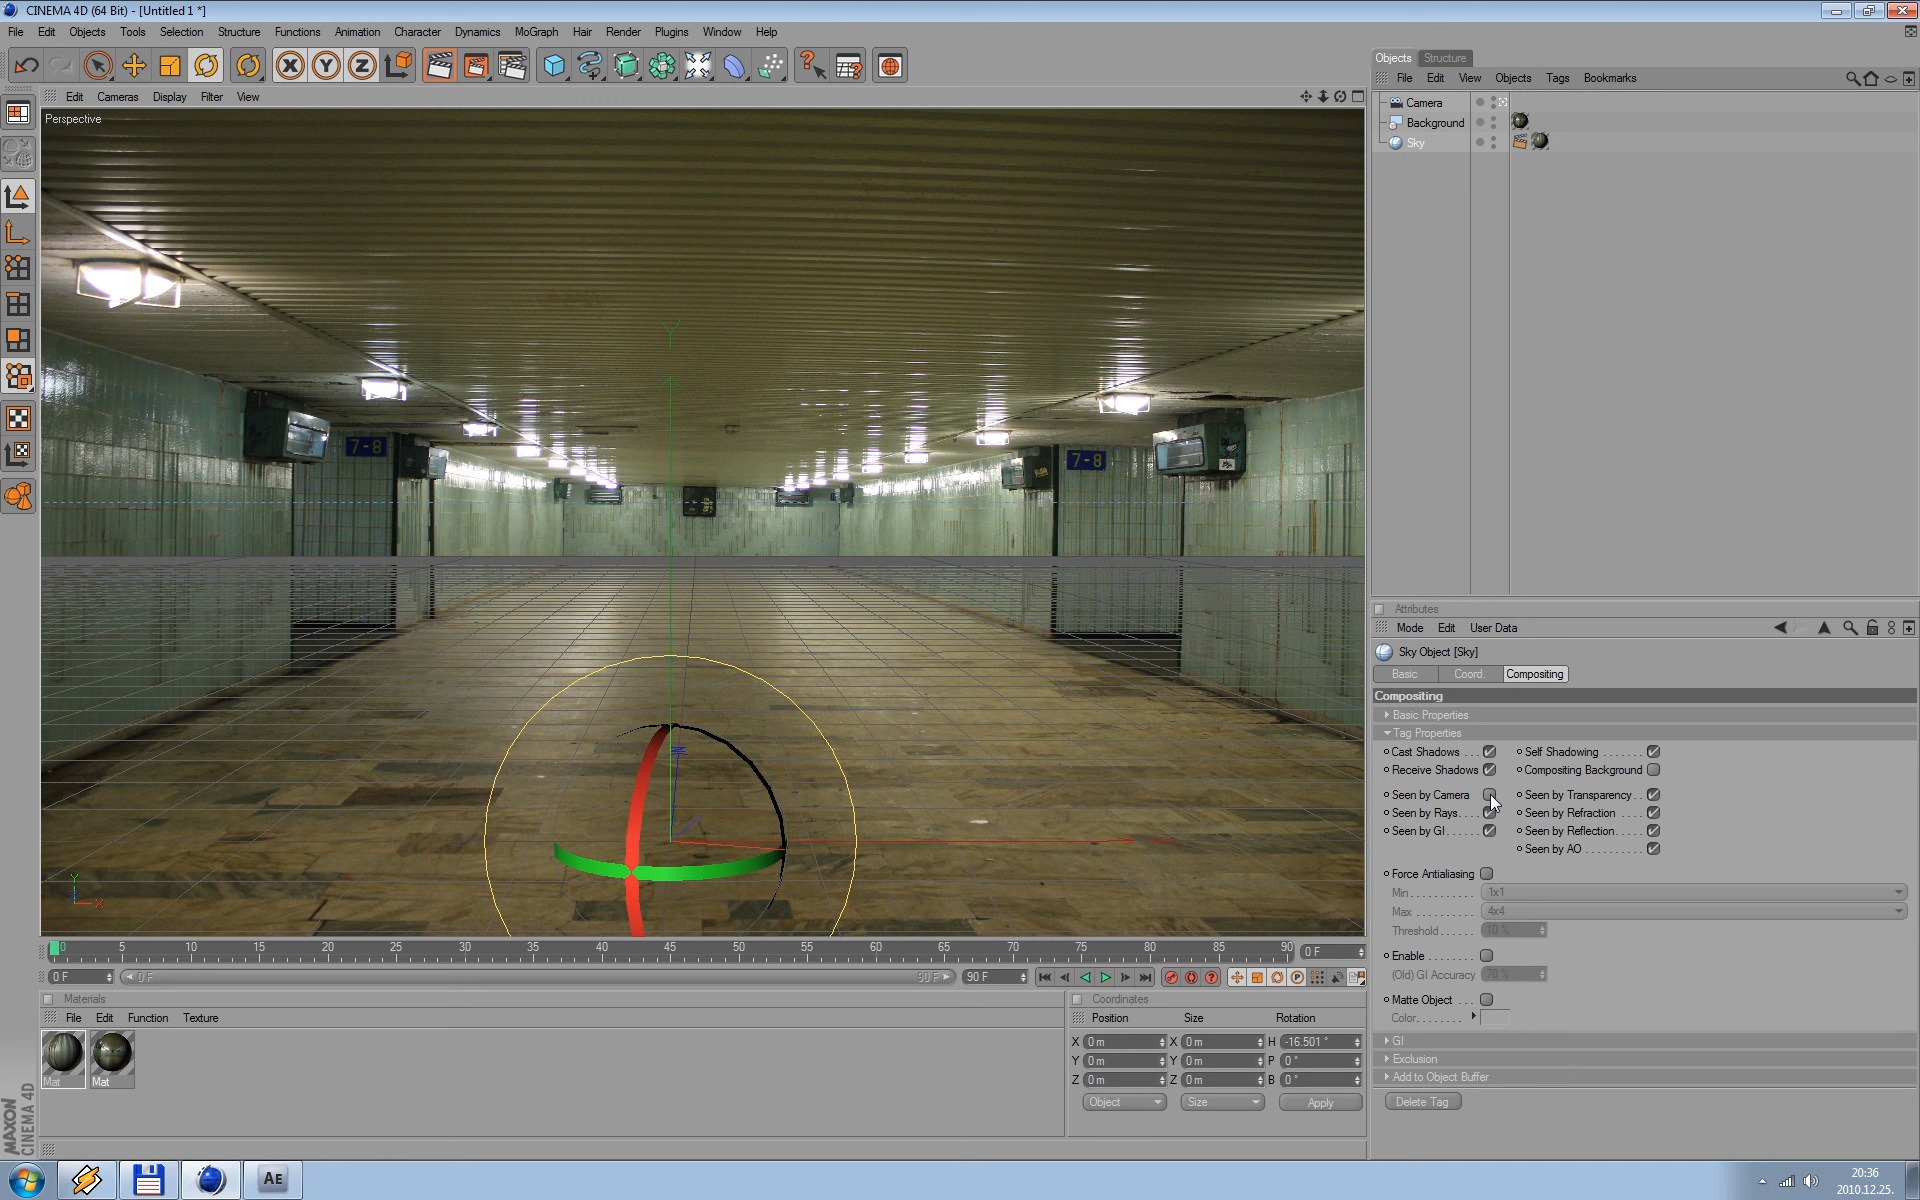 CINEMA 4D (64 Bit) - [Untitled 1 *]
File Edit Objects Tools Selection Structure Functions Animation Character Dynamics MoGraph Hair Render Plugins Window Help
Edit Cameras Display Filter View
Perspective
7-8
7-8
Y
X
0 5 10 15 20 25 30 35 40 45 50 55 60 65 70 75 80 85 90 0 F
0 F 0 F 90 F 90 F
Materials
File Edit Function Texture
Mat Mat
MAXON
CINEMA 4D
Coordinates
Position Size Rotation
X 0 m X 0 m H -16.501 °
Y 0 m Y 0 m P 0 °
Z 0 m Z 0 m B 0 °
Object Size Apply
Objects Structure
File Edit View Objects Tags Bookmarks
Camera
Background
Sky
Attributes
Mode Edit User Data
Sky Object [Sky]
Basic Coord. Compositing
Compositing
Basic Properties
Tag Properties
Cast Shadows . . . Self Shadowing . . . . . . .
Receive Shadows Compositing Background
Seen by Camera Seen by Transparency . .
Seen by Rays . . . . Seen by Refraction . . . . .
Seen by GI . . . . . . Seen by Reflection . . . . .
Seen by AO . . . . . . . . . .
Force Antialiasing
Min . . . . . . . . . . . 1x1
Max . . . . . . . . . . 4x4
Threshold . . . . . . 10 %
Enable . . . . . . . .
(Old) GI Accuracy 70 %
Matte Object . . .
Color. . . . . . . .
GI
Exclusion
Add to Object Buffer
Delete Tag
AE
20:36
2010.12.25.